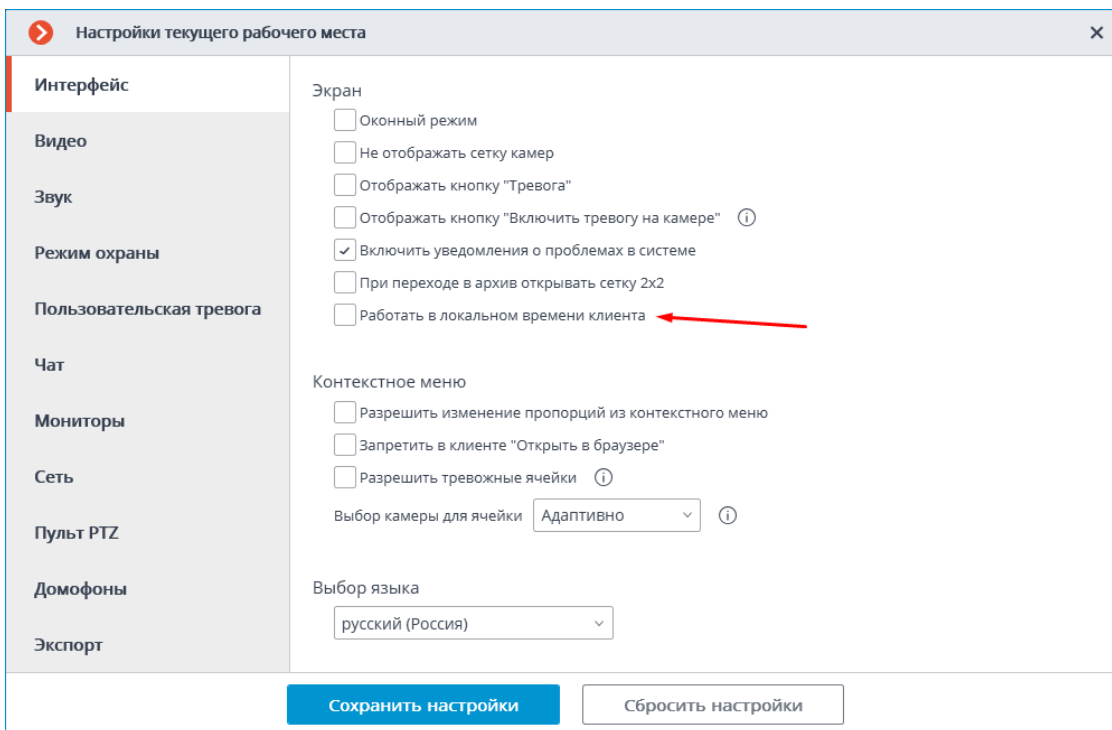 Настройки текущего рабочего места
Интерфейс
Видео
Звук
Режим охраны
Пользовательская тревога
Чат
Мониторы
Сеть
Пульт PTZ
Домофоны
Экспорт
Экран
Оконный режим
Не отображать сетку камер
Отображать кнопку "Тревога"
Отображать кнопку "Включить тревогу на камере"
Включить уведомления о проблемах в системе
При переходе в архив открывать сетку 2x2
Работать в локальном времени клиента
Контекстное меню
Разрешить изменение пропорций из контекстного меню
Запретить в клиенте "Открыть в браузере"
Разрешить тревожные ячейки
Выбор камеры для ячейки Адаптивно
Выбор языка
русский (Россия)
Сохранить настройки
Сбросить настройки